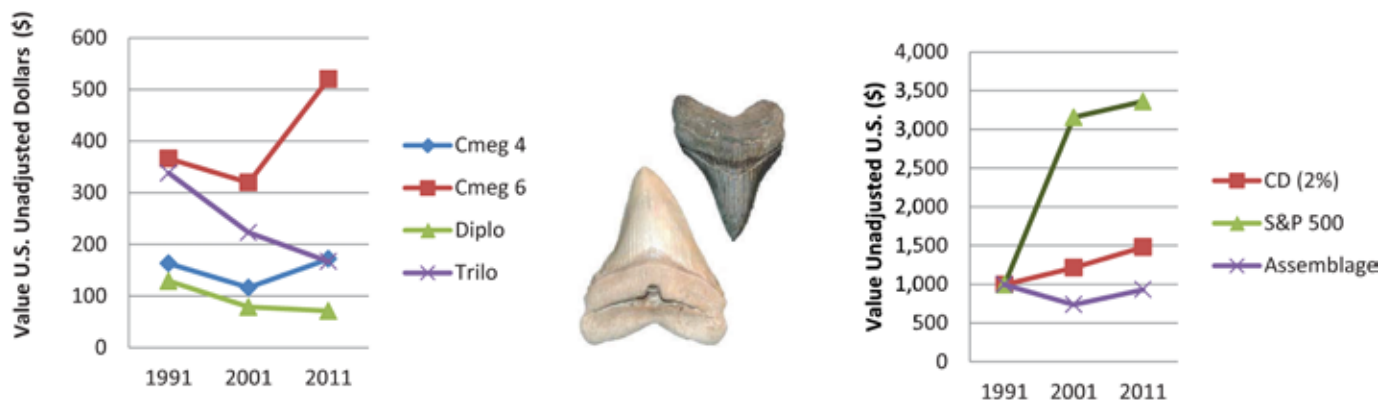 Value U.S. Unadjusted Dollars ($)
600
500
400
300
200
100
0
1991 2001 2011
Cmeg 4
Cmeg 6
Diplo
Trilo
Value Unadjusted U.S. ($)
4,000
3,500
3,000
2,500
2,000
1,500
1,000
500
0
1991 2001 2011
CD (2%)
S&P 500
Assemblage